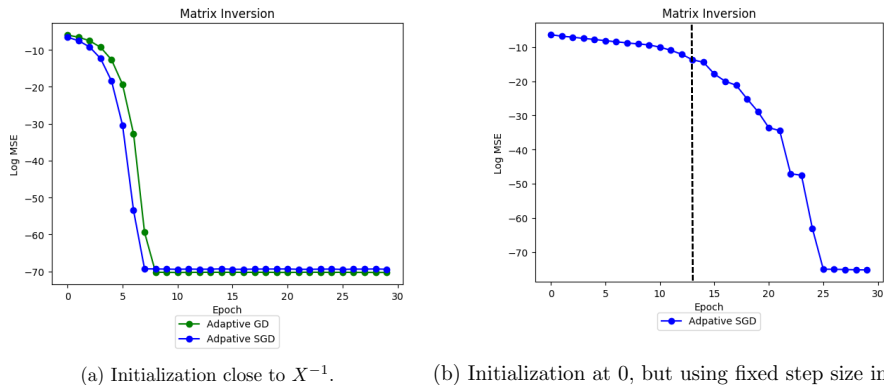 Matrix Inversion
−10
−20
−30
−40
−50
−60
−70
Log MSE
0
5
10
15
20
25
30
Epoch
Adaptive GD
Adpative SGD
(a) Initialization close to X−1.
Matrix Inversion
−10
−20
−30
−40
−50
−60
−70
Log MSE
0
5
10
15
20
25
30
Epoch
Adpative SGD
(b) Initialization at 0, but using fixed step size in